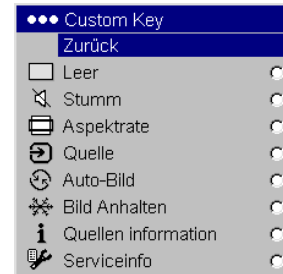 Custom Key
Zurück
Leer
Stumm
Aspektrate
Quelle
Auto-Bild
Bild Anhalten
Quellen information
Serviceinfo